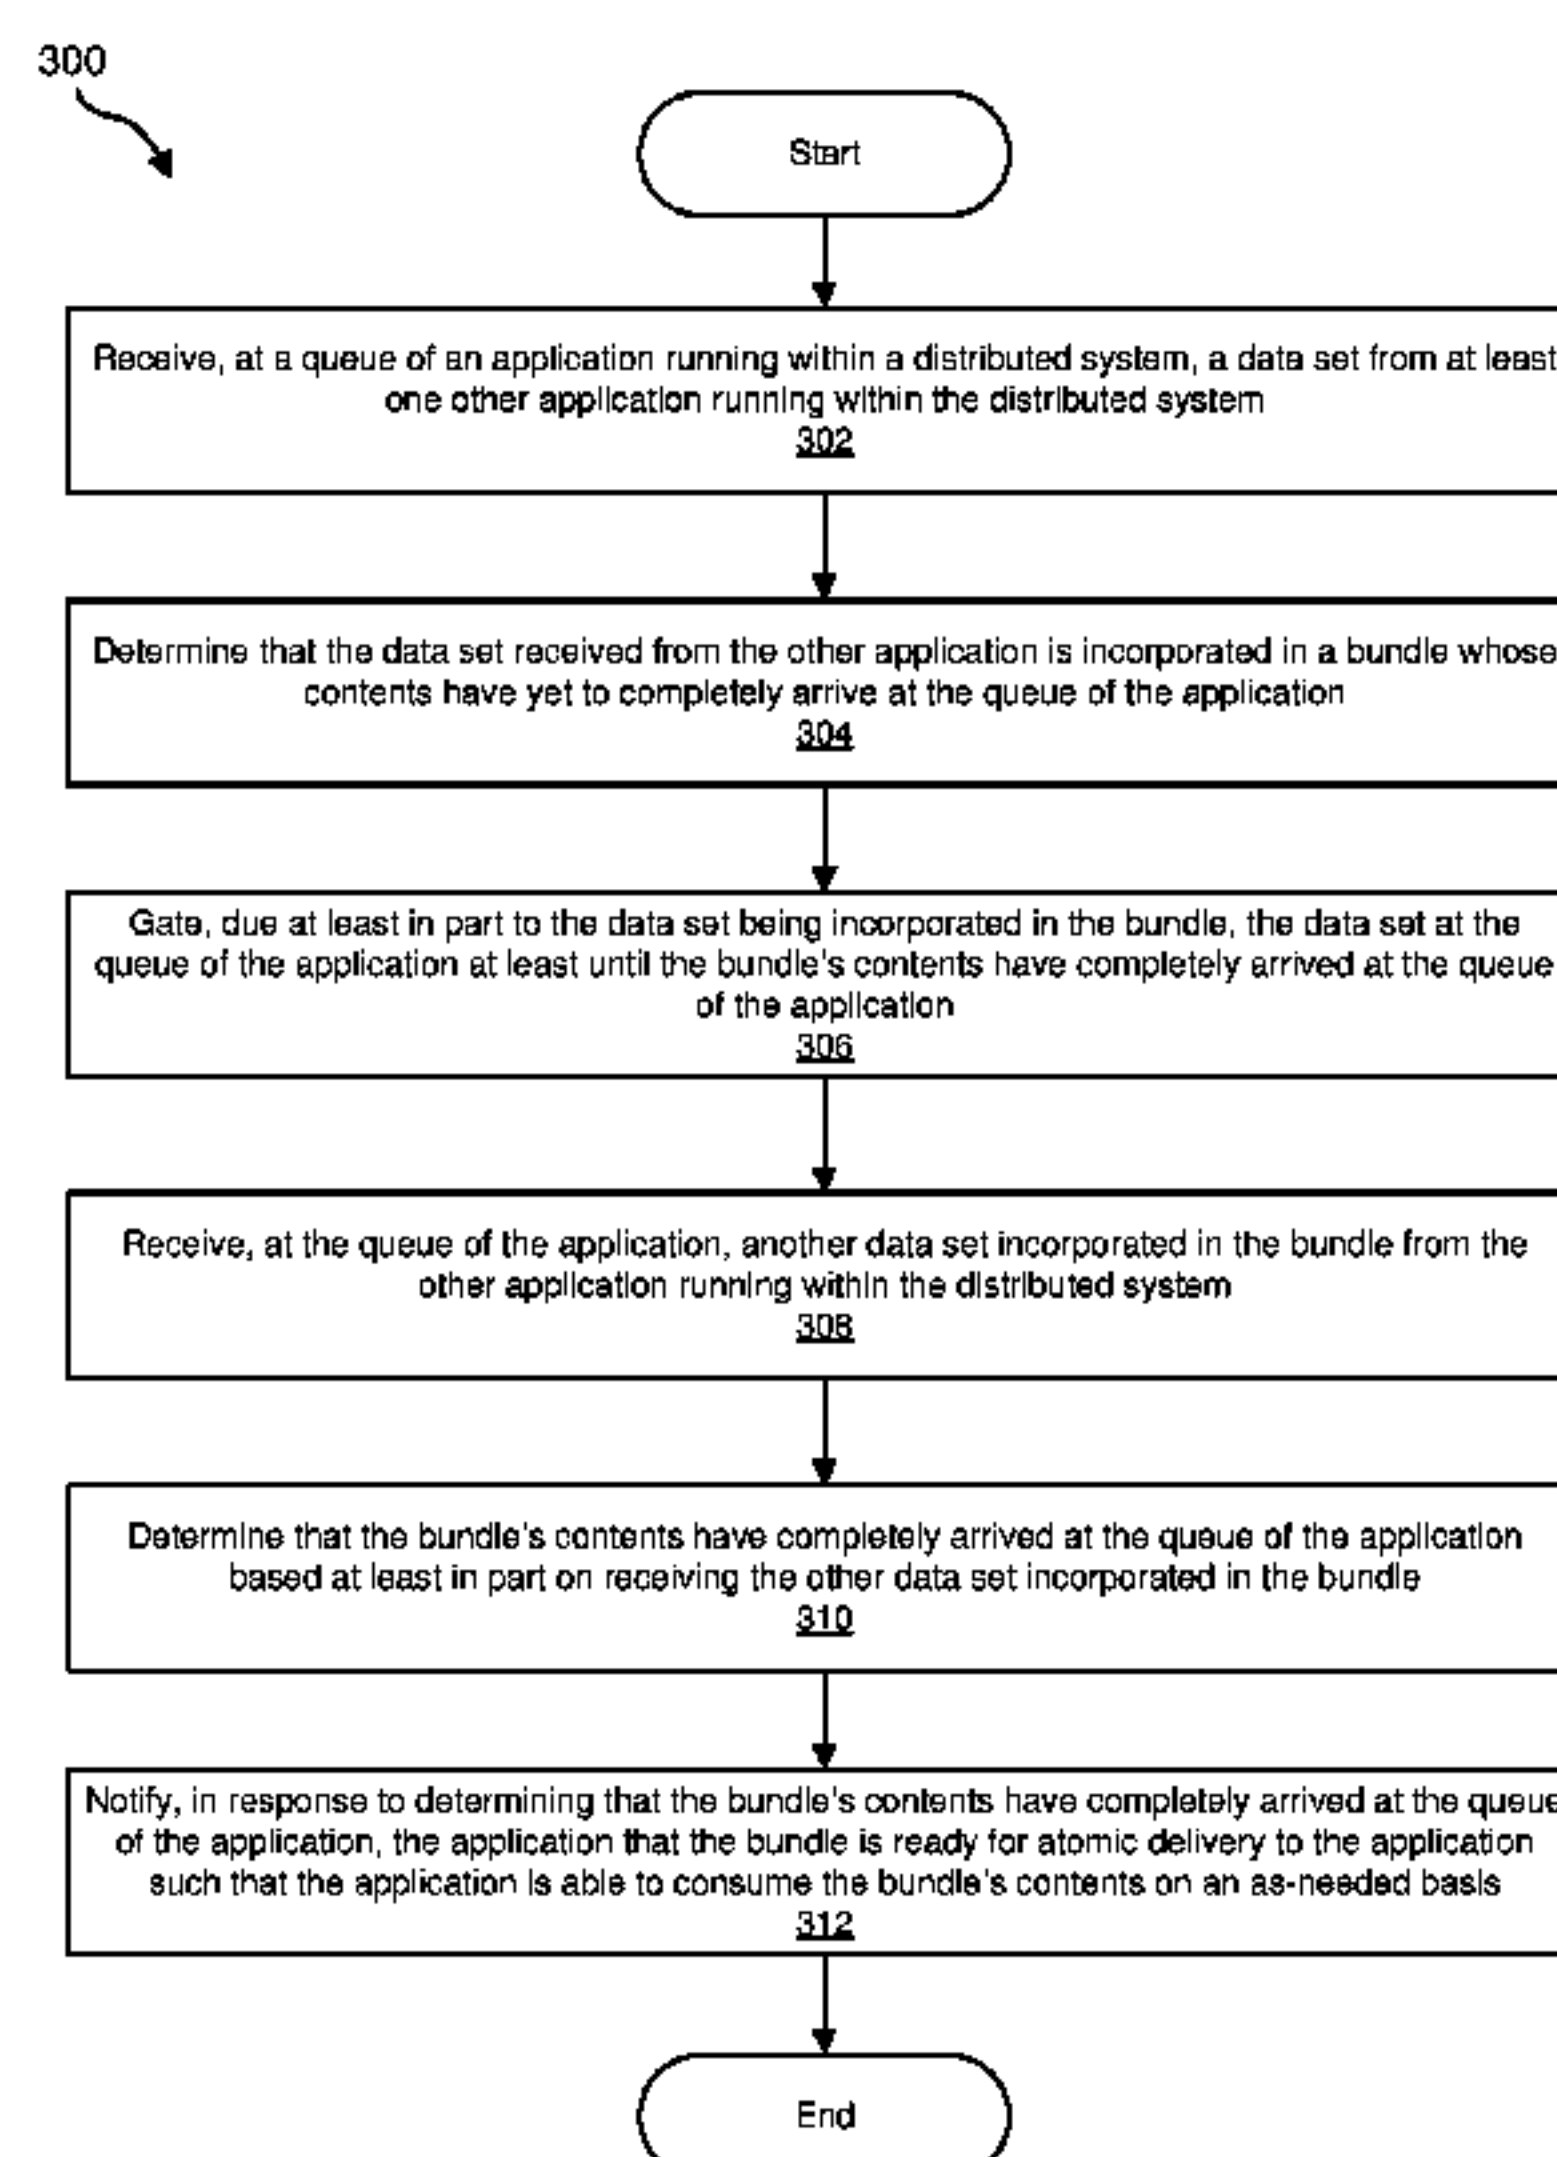 300
Start
Receive, at a queue of an application running within a distributed system, a data set from at least
one other application running within the distributed system
302
Determine that the data set received from the other application is incorporated in a bundle whose
contents have yet to completely arrive at the queue of the application
304
Gate, due at least in part to the data set being incorporated in the bundle, the data set at the
queue of the application at least until the bundle's contents have completely arrived at the queue
of the application
306
Receive, at the queue of the application, another data set incorporated in the bundle from the
other application running within the distributed system
308
Determine that the bundle's contents have completely arrived at the queue of the application
based at least in part on receiving the other data set incorporated in the bundle
310
Notify, in response to determining that the bundle's contents have completely arrived at the queue
of the application, the application that the bundle is ready for atomic delivery to the application
such that the application is able to consume the bundle's contents on an as-needed basis
312
End